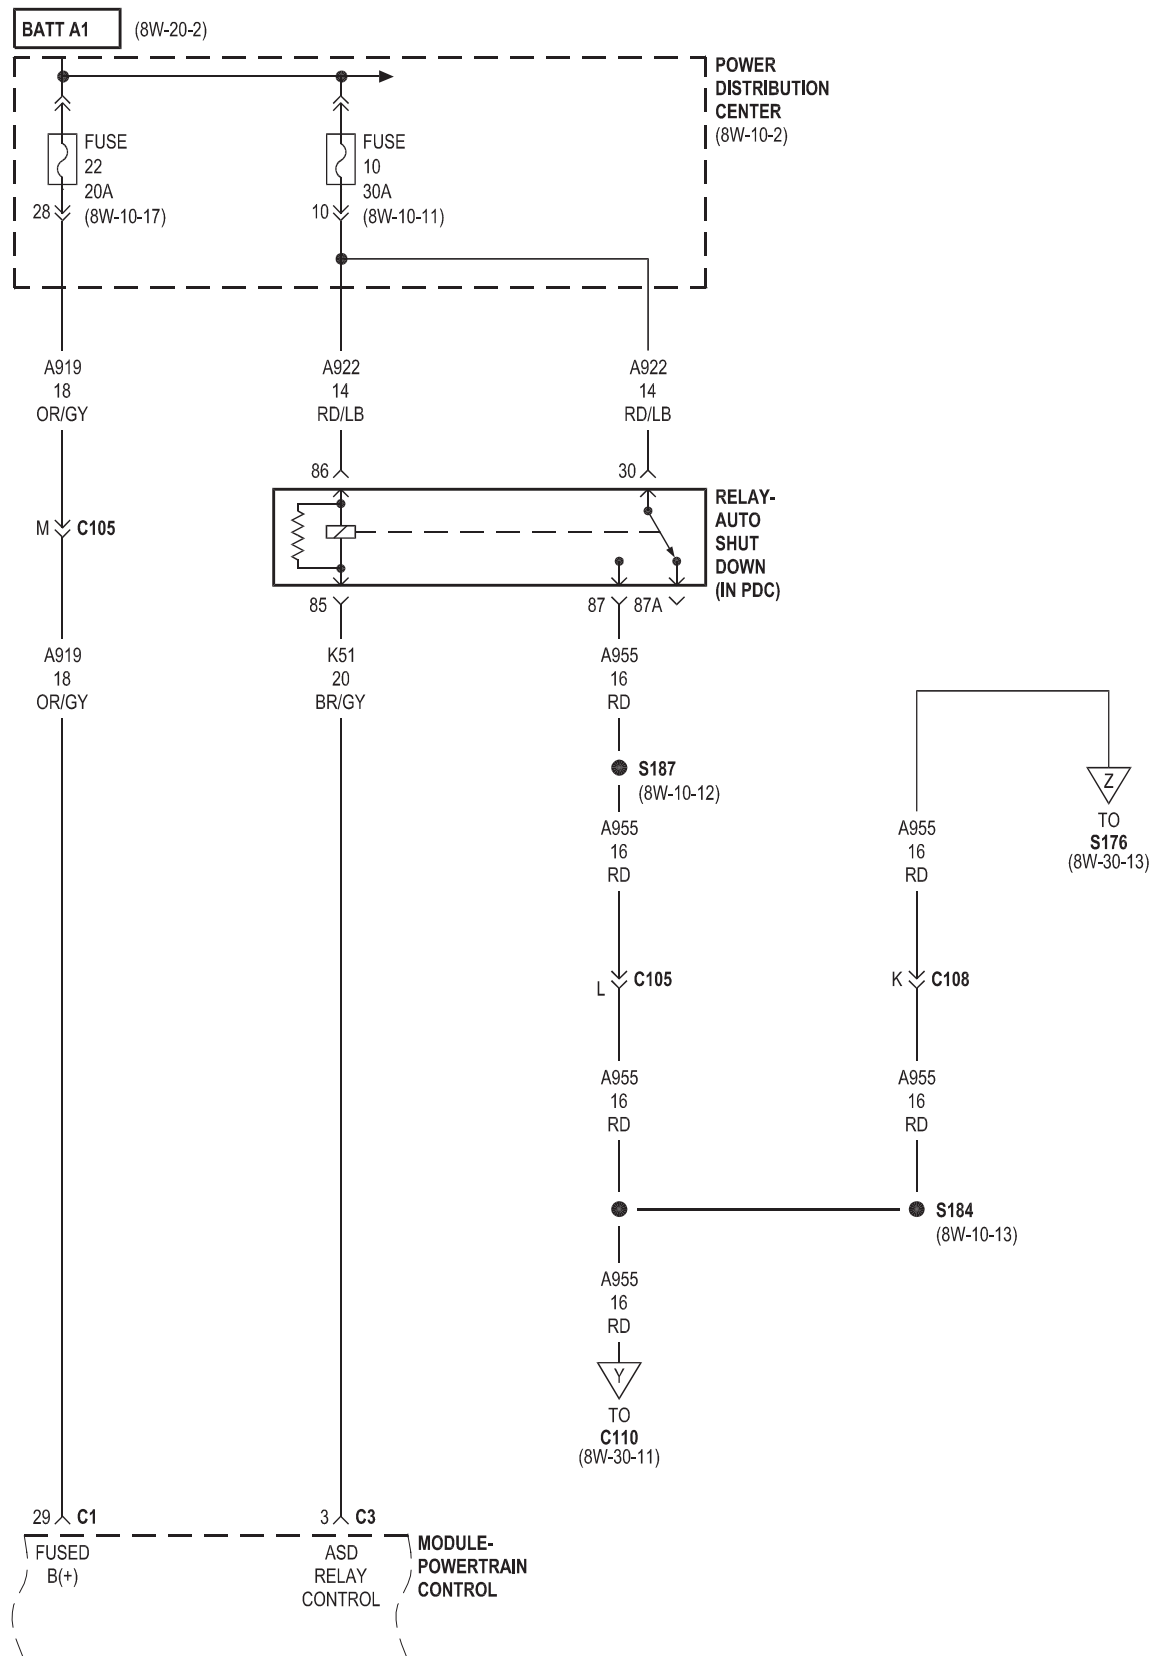 BATT A1 (8W-20-2)
POWER
DISTRIBUTION
CENTER
(8W-10-2)
FUSE
22
20A
(8W-10-17)
28
FUSE
10
30A
(8W-10-11)
10
A919
18
OR/GY
A922
14
RD/LB
A922
14
RD/LB
86
30
RELAY-
AUTO
SHUT
DOWN
(IN PDC)
M C105
85
87 87A
A919
18
OR/GY
K51
20
BR/GY
A955
16
RD
S187
(8W-10-12)
Z
TO
S176
(8W-30-13)
A955
16
RD
A955
16
RD
L C105
K C108
A955
16
RD
A955
16
RD
S184
(8W-10-13)
A955
16
RD
Y
TO
C110
(8W-30-11)
29 C1
3 C3
FUSED
B(+)
ASD
RELAY
CONTROL
MODULE-
POWERTRAIN
CONTROL